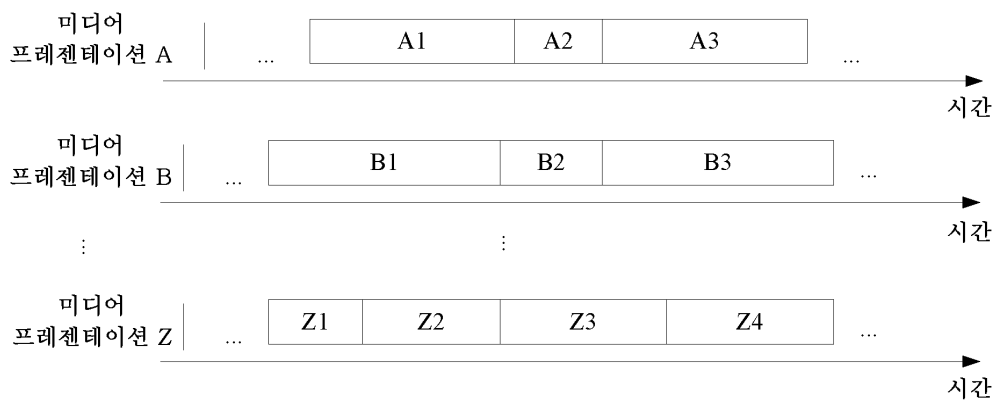 미디어
프레젠테이션 A
... A1 A2 A3 ...
시간
미디어
프레젠테이션 B
... B1 B2 B3 ...
시간
⋮ ⋮
미디어
프레젠테이션 Z
... Z1 Z2 Z3 Z4 ...
시간